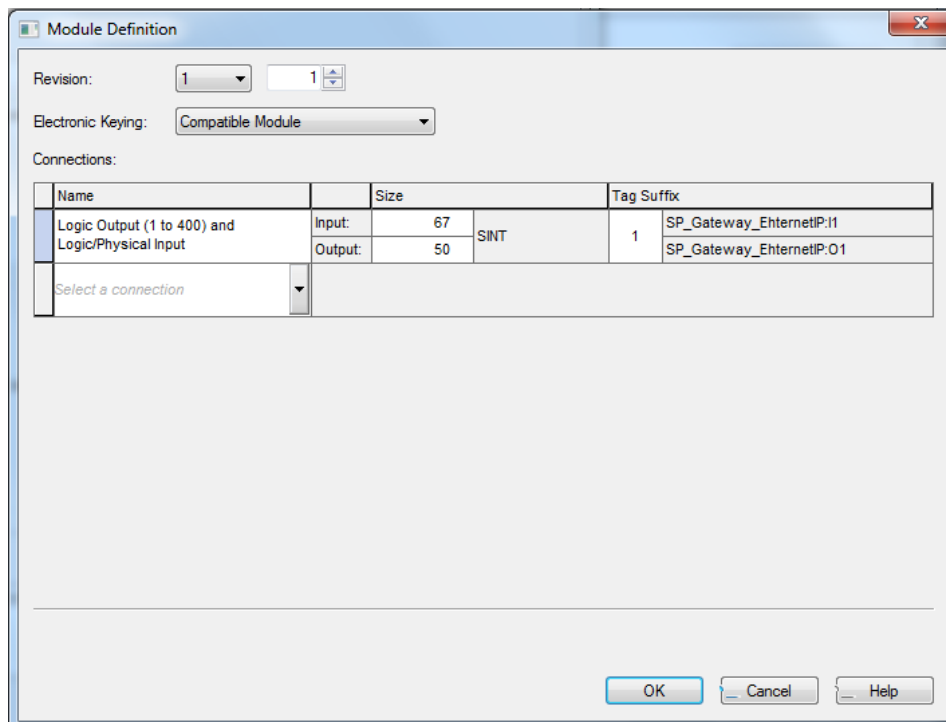 Module Definition
Revision: 1 1
Electronic Keying: Compatible Module
Connections:
Name Size Tag Suffix
Logic Output (1 to 400) and
Logic/Physical Input
Input: 67 SINT 1 SP_Gateway_EhternetIP:I1
Output: 50 SP_Gateway_EhternetIP:O1
Select a connection
OK Cancel Help